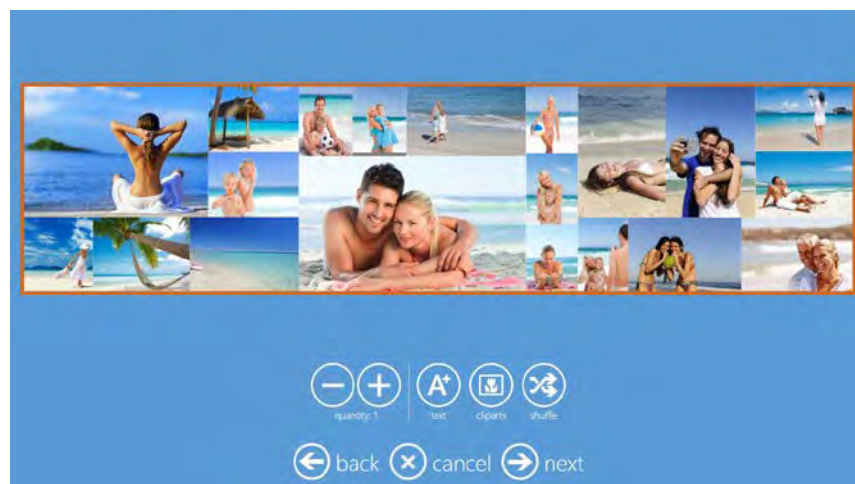 quantity: 1
A+
text
cliparts
shuffle
back
cancel
next